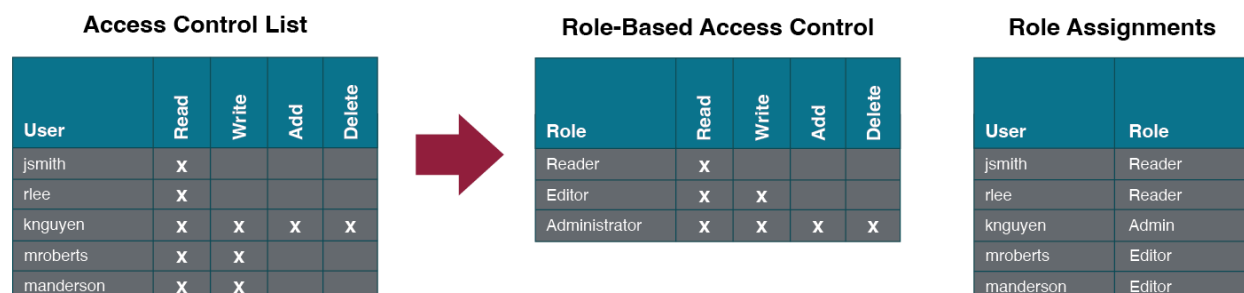 Access Control List
User Read Write Add Delete
jsmith x
rlee x
knguyen x x x x
mroberts x x
manderson x x
Role-Based Access Control
Role Read Write Add Delete
Reader x
Editor x x
Administrator x x x x
Role Assignments
User Role
jsmith Reader
rlee Reader
knguyen Admin
mroberts Editor
manderson Editor